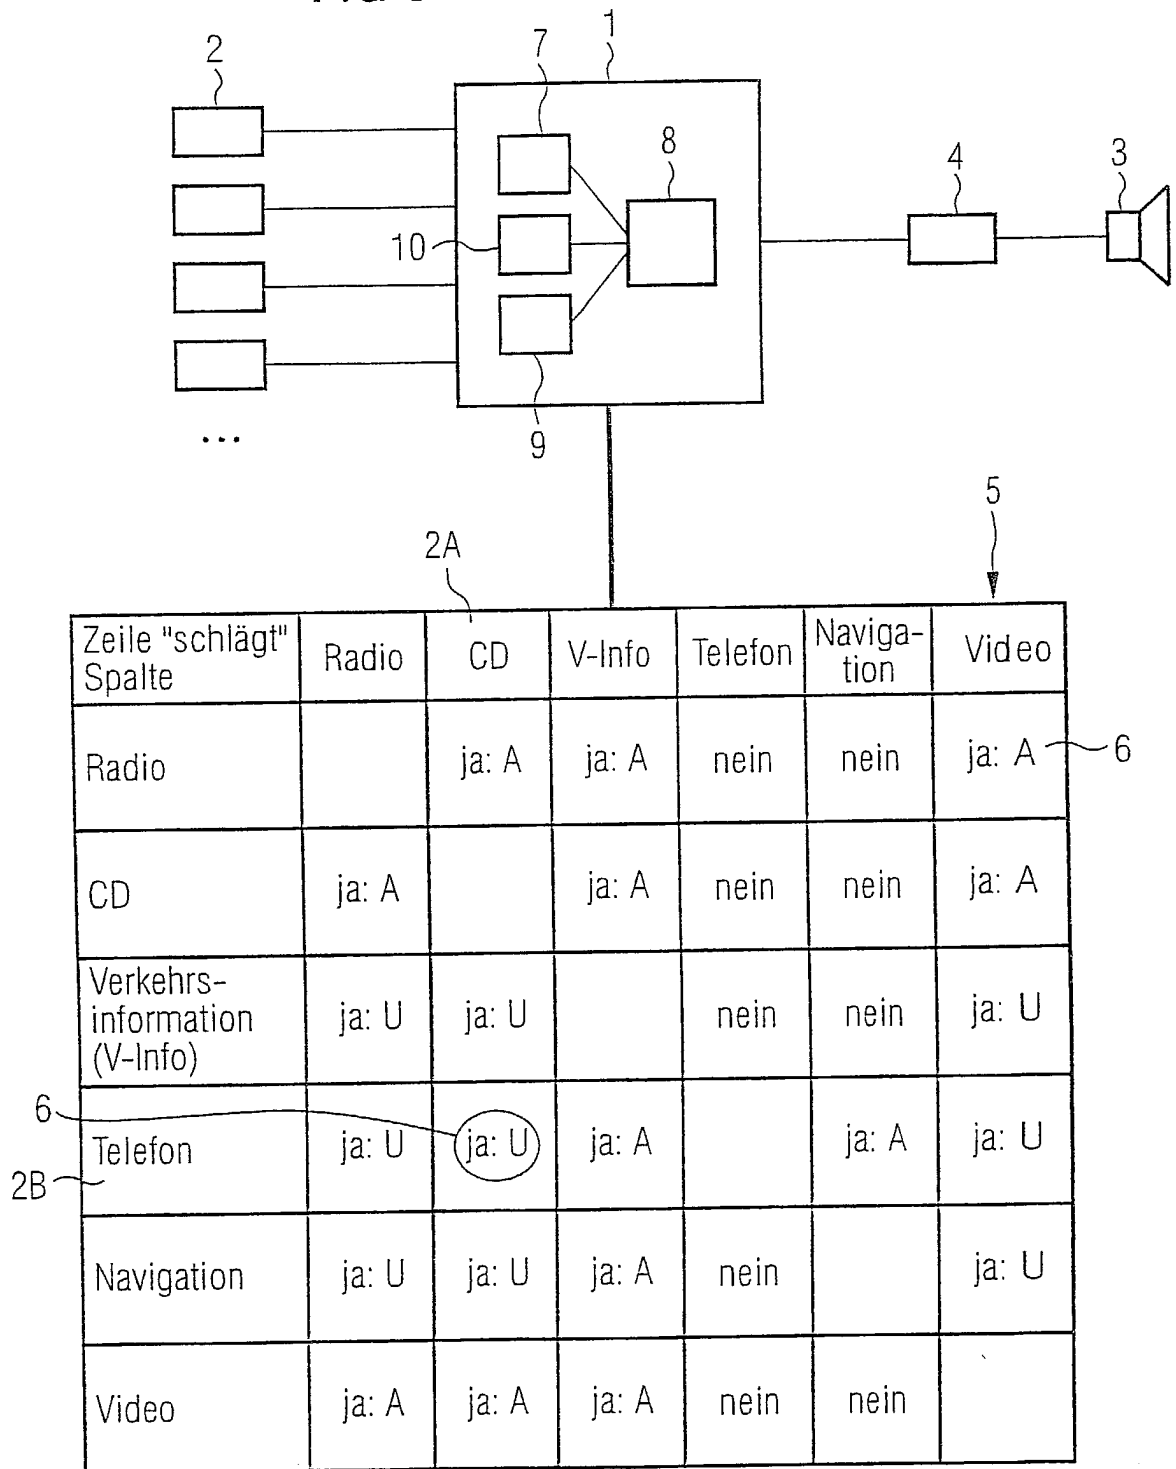 1
2
7
8
4
3
10
9
...
5
2A
Zeile "schlägt"
Spalte
Radio
CD
V-Info
Telefon
Naviga-
tion
Video
Radio
ja: A
ja: A
nein
nein
ja: A
6
CD
ja: A
ja: A
nein
nein
ja: A
Verkehrs-
information
(V-Info)
ja: U
ja: U
nein
nein
ja: U
6
Telefon
2B
ja: U
ja: U
ja: A
ja: A
ja: U
Navigation
ja: U
ja: U
ja: A
nein
ja: U
Video
ja: A
ja: A
ja: A
nein
nein